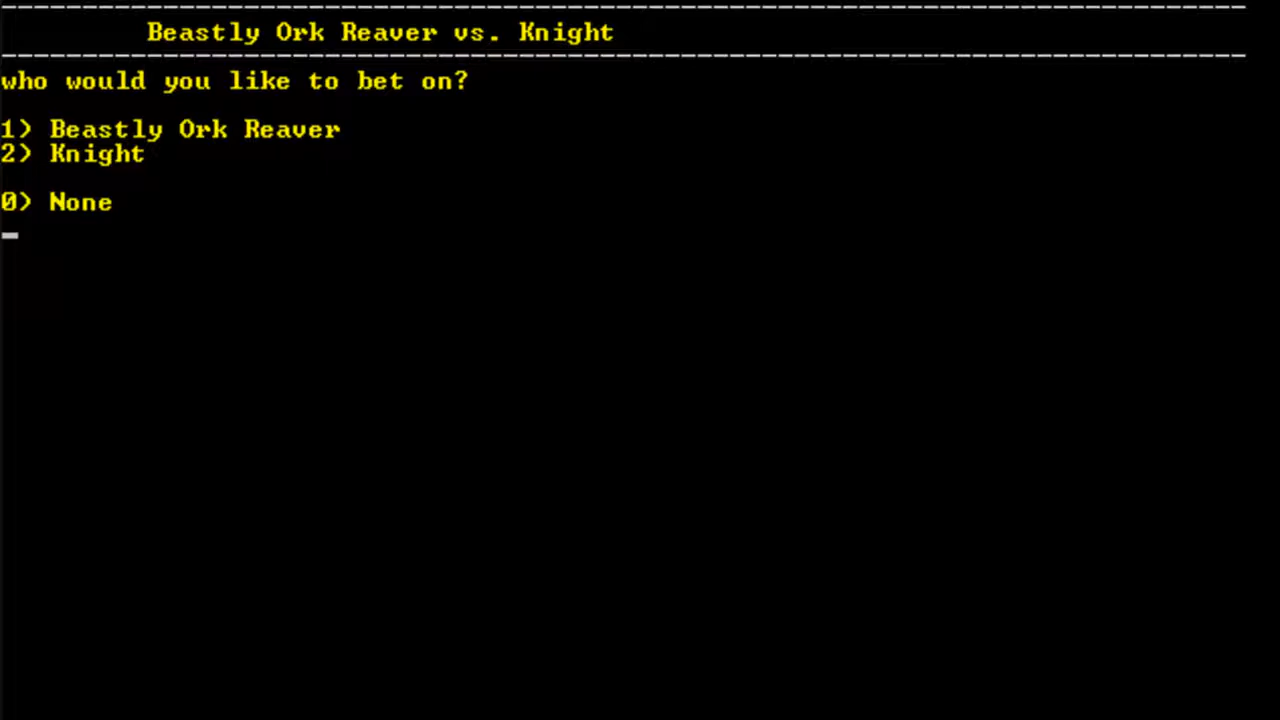 Beastly Ork Reaver vs. Knight
who would you like to bet on?
1) Beastly Ork Reaver
2) Knight
0) None